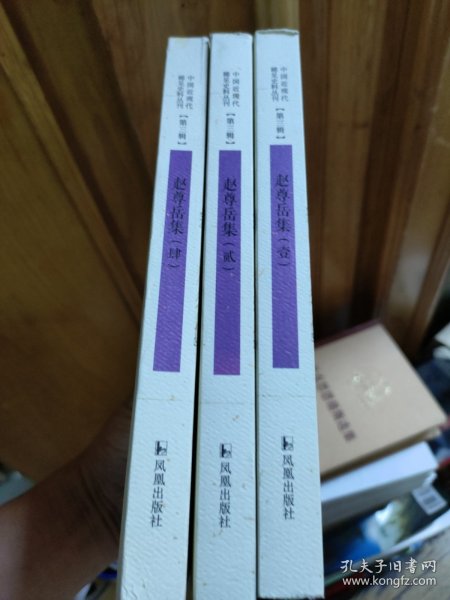 中国近现代
稀见史料丛刊
【第三辑】
赵尊岳集（肆）
凤凰出版社
中国近现代
稀见史料丛刊
【第三辑】
赵尊岳集（贰）
凤凰出版社
中国近现代
稀见史料丛刊
【第三辑】
赵尊岳集（壹）
凤凰出版社
孔夫子旧书网
www.kongfz.com